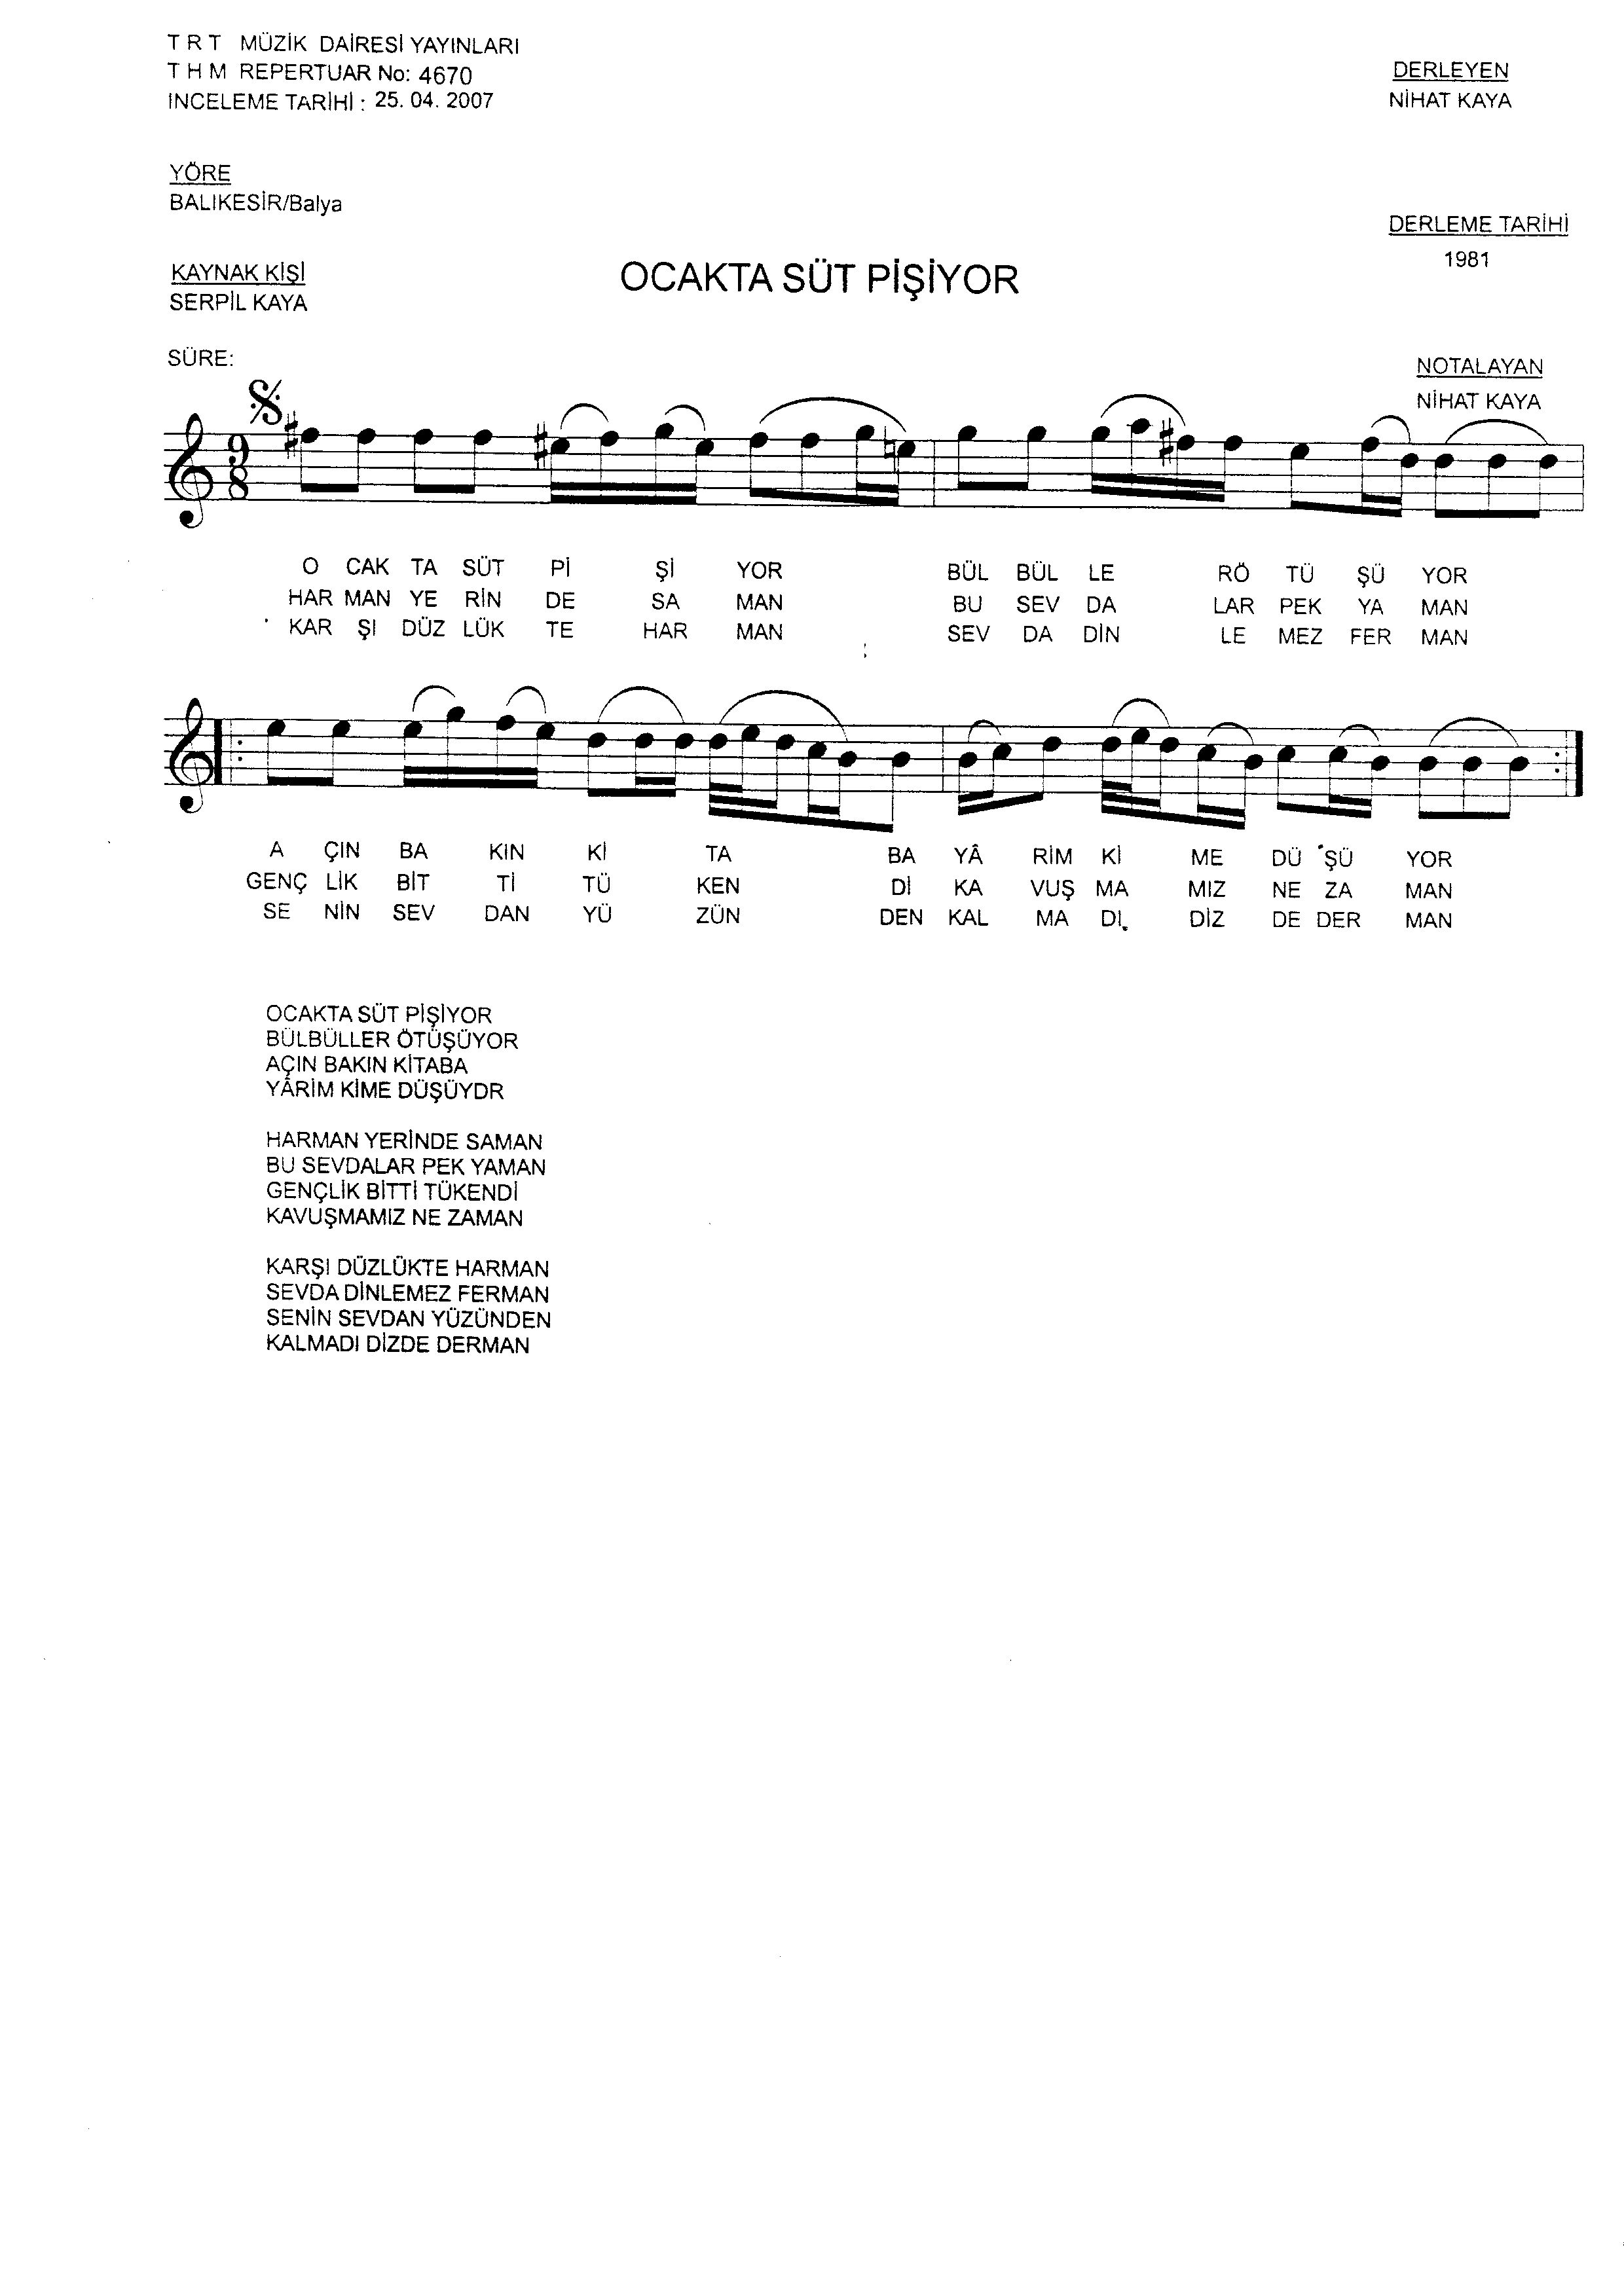 T R T MÜZİK DAİRESİ YAYINLARI
T H M REPERTUAR No: 4670
INCELEME TARİHİ : 25. 04. 2007
DERLEYEN
NİHAT KAYA
YÖRE
BALIKESİR/Balya
DERLEME TARİHİ
1981
KAYNAK KİŞİ
SERPİL KAYA
OCAKTA SÜT PİŞİYOR
SÜRE:
NOTALAYAN
NİHAT KAYA
9
8
O CAK TA SÜT Pİ Şİ YOR BÜL BÜL LE RÖ TÜ ŞÜ YOR
HAR MAN YE RİN DE SA MAN BU SEV DA LAR PEK YA MAN
KAR ŞI DÜZ LÜK TE HAR MAN SEV DA DİN LE MEZ FER MAN
A ÇIN BA KIN Kİ TA BA YÂ RİM Kİ ME DÜ ŞÜ YOR
GENÇ LİK BİT Tİ TÜ KEN Dİ KA VUŞ MA MIZ NE ZA MAN
SE NİN SEV DAN YÜ ZÜN DEN KAL MA DI DİZ DE DER MAN
OCAKTA SÜT PİŞİYOR
BÜLBÜLLER ÖTÜŞÜYOR
AÇIN BAKIN KİTABA
YÂRİM KİME DÜŞÜYDR
HARMAN YERİNDE SAMAN
BU SEVDALAR PEK YAMAN
GENÇLİK BİTTİ TÜKENDİ
KAVUŞMAMIZ NE ZAMAN
KARŞI DÜZLÜKTE HARMAN
SEVDA DİNLEMEZ FERMAN
SENİN SEVDAN YÜZÜNDEN
KALMADI DİZDE DERMAN